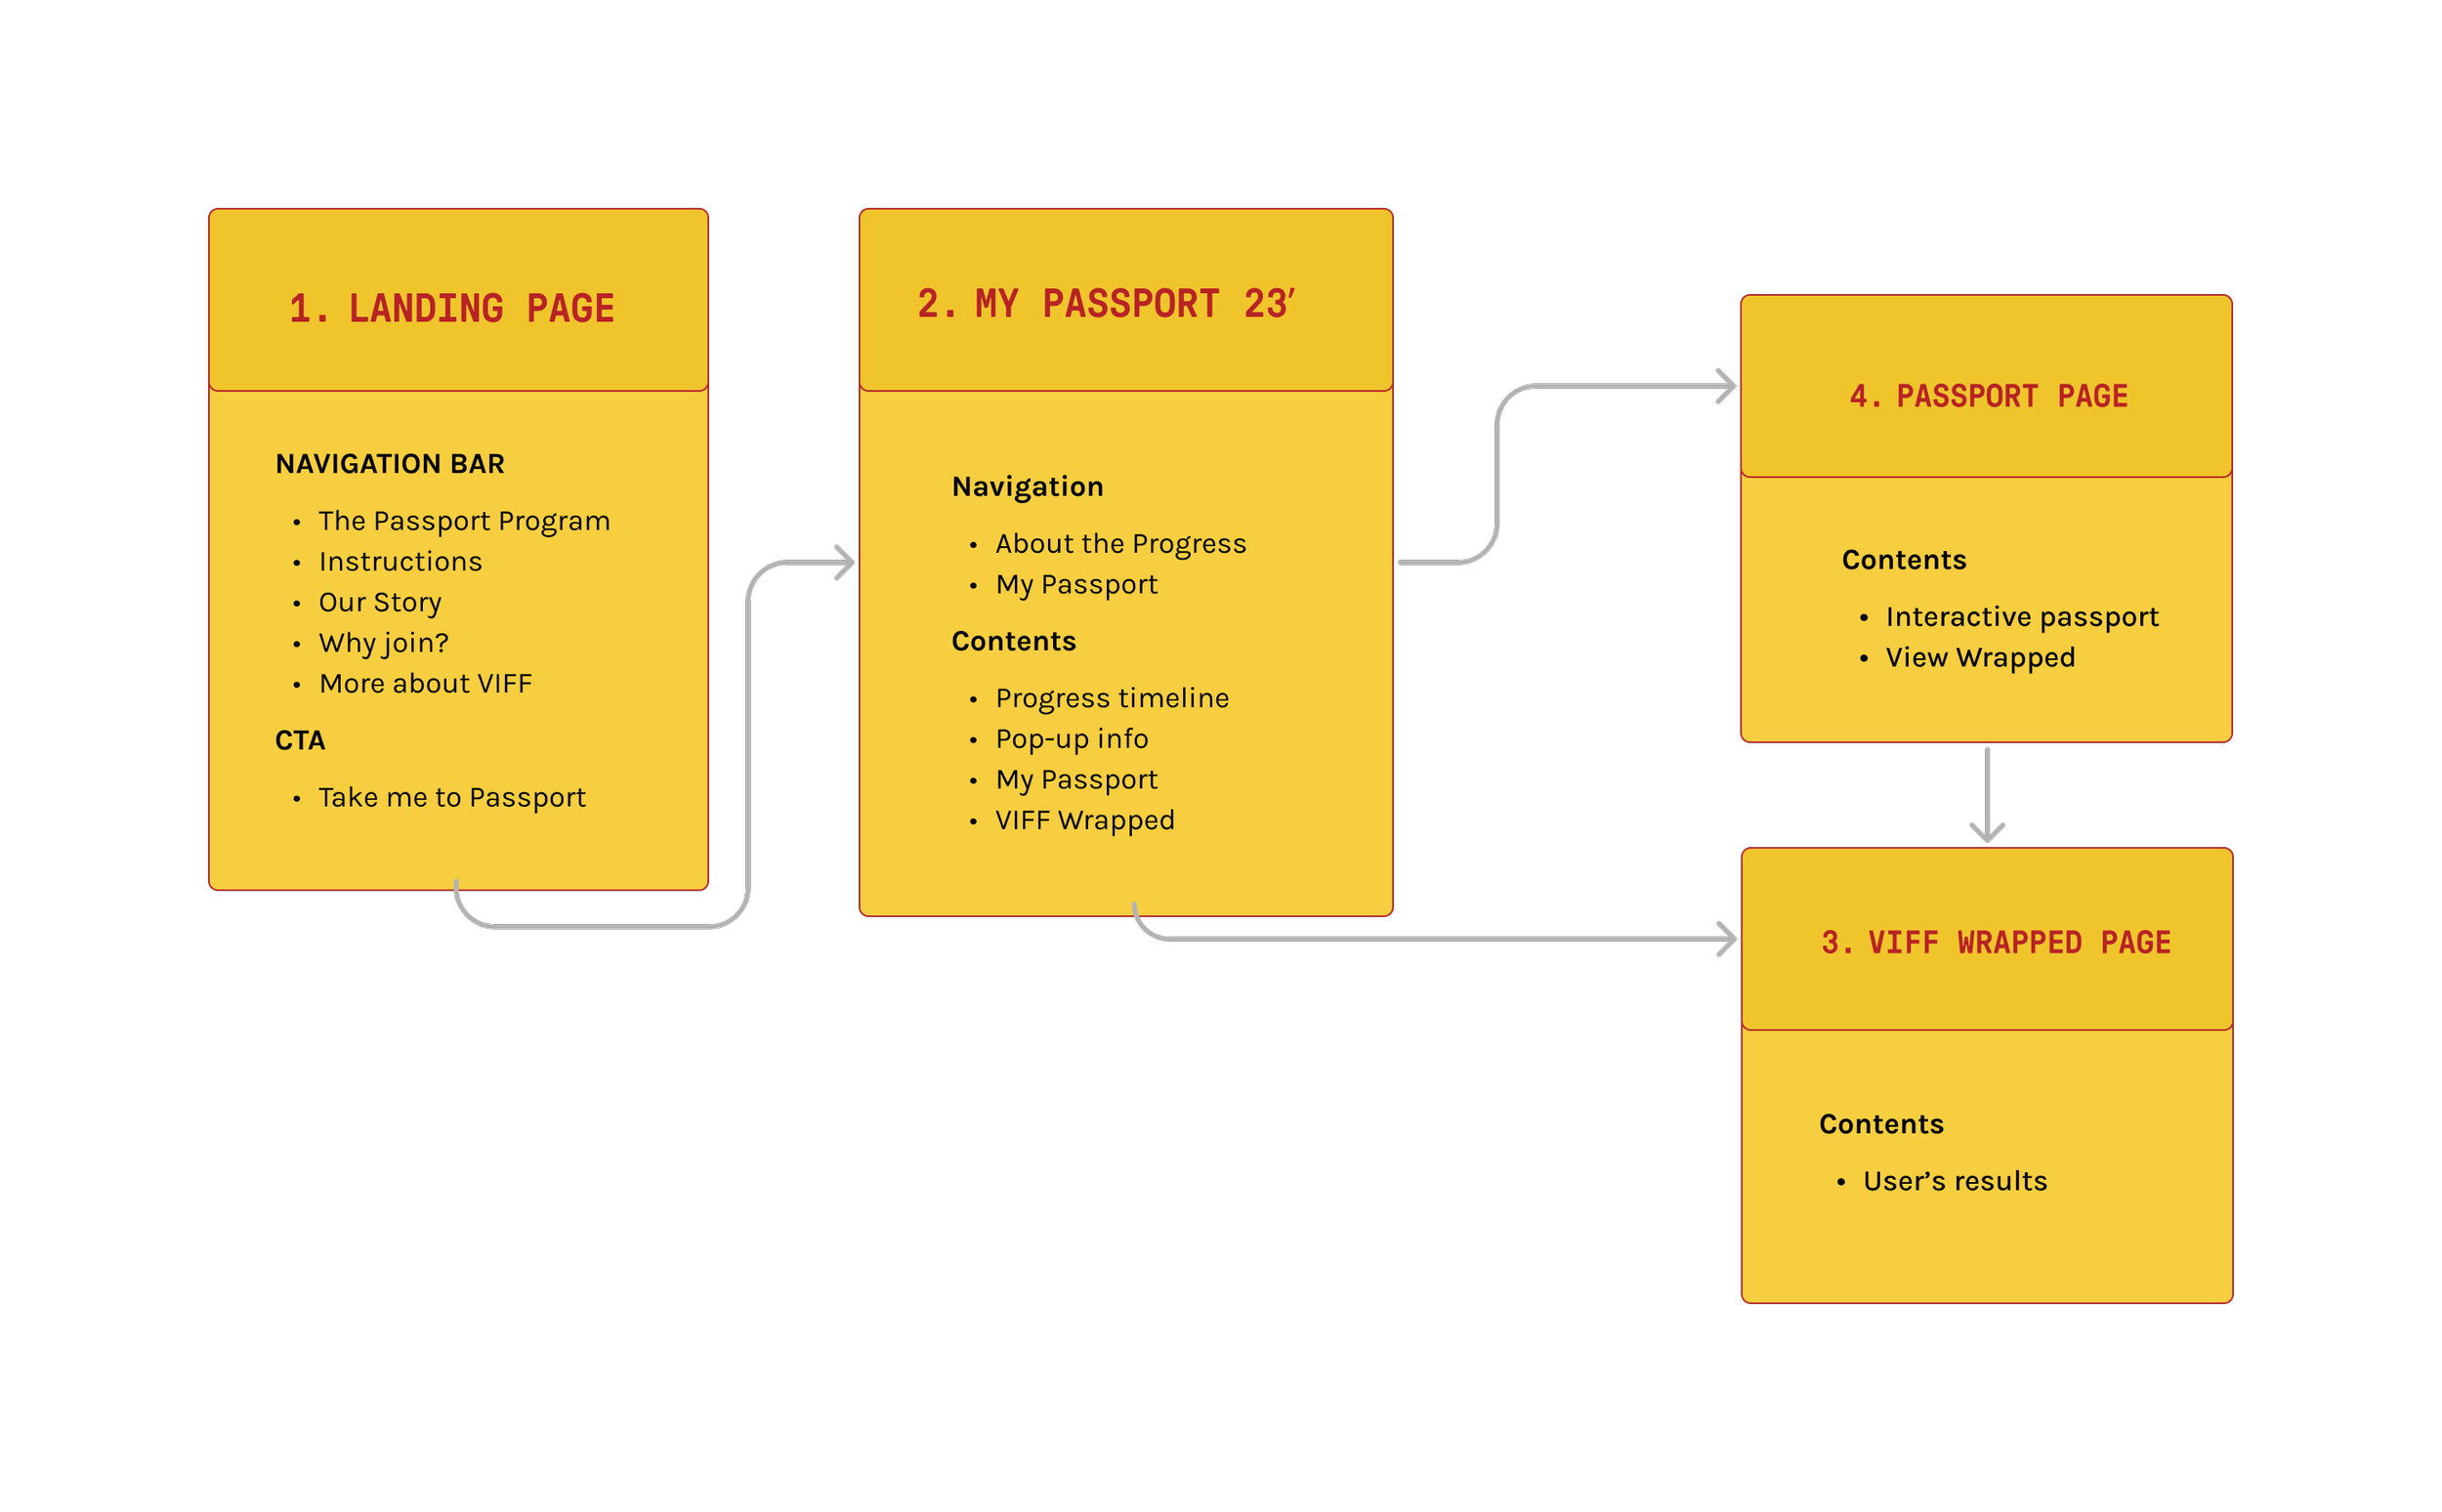 1. LANDING PAGE
NAVIGATION BAR
• The Passport Program
• Instructions
• Our Story
• Why join?
• More about VIFF
CTA
• Take me to Passport
2. MY PASSPORT 23′
Navigation
• About the Progress
• My Passport
Contents
• Progress timeline
• Pop-up info
• My Passport
• VIFF Wrapped
4. PASSPORT PAGE
Contents
• Interactive passport
• View Wrapped
3. VIFF WRAPPED PAGE
Contents
• User’s results